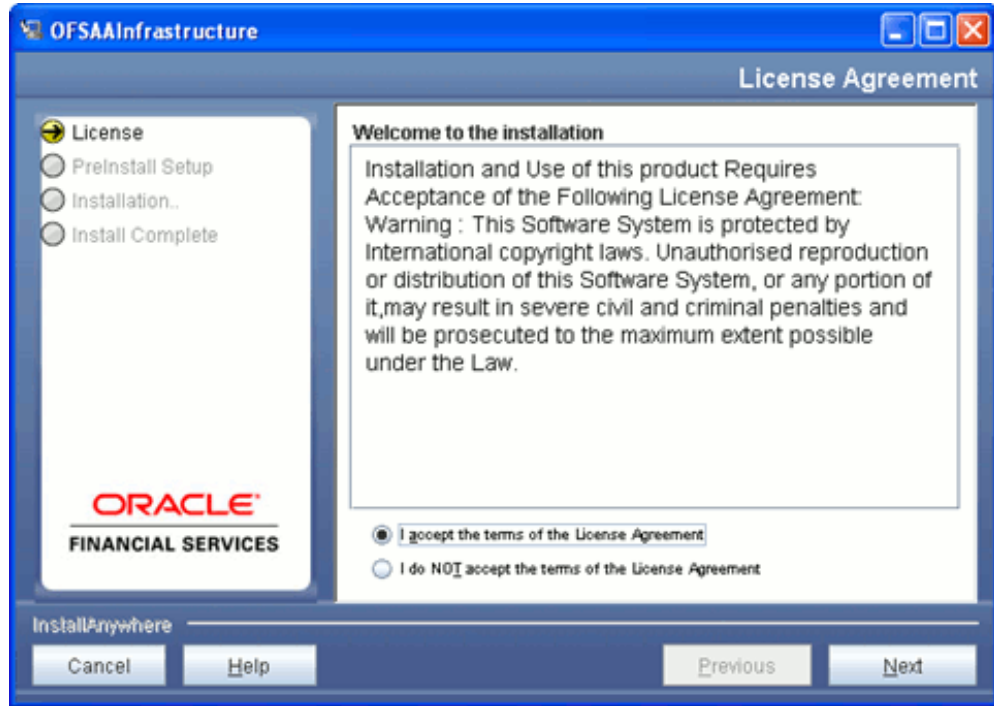 OFSAAInfrastructure
License Agreement
License
PreInstall Setup
Installation..
Install Complete
ORACLE
FINANCIAL SERVICES
Welcome to the installation
Installation and Use of this product Requires
Acceptance of the Following License Agreement:
Warning : This Software System is protected by
International copyright laws. Unauthorised reproduction
or distribution of this Software System, or any portion of
it,may result in severe civil and criminal penalties and
will be prosecuted to the maximum extent possible
under the Law.
I accept the terms of the License Agreement
I do NOT accept the terms of the License Agreement
InstallAnywhere
Cancel
Help
Previous
Next